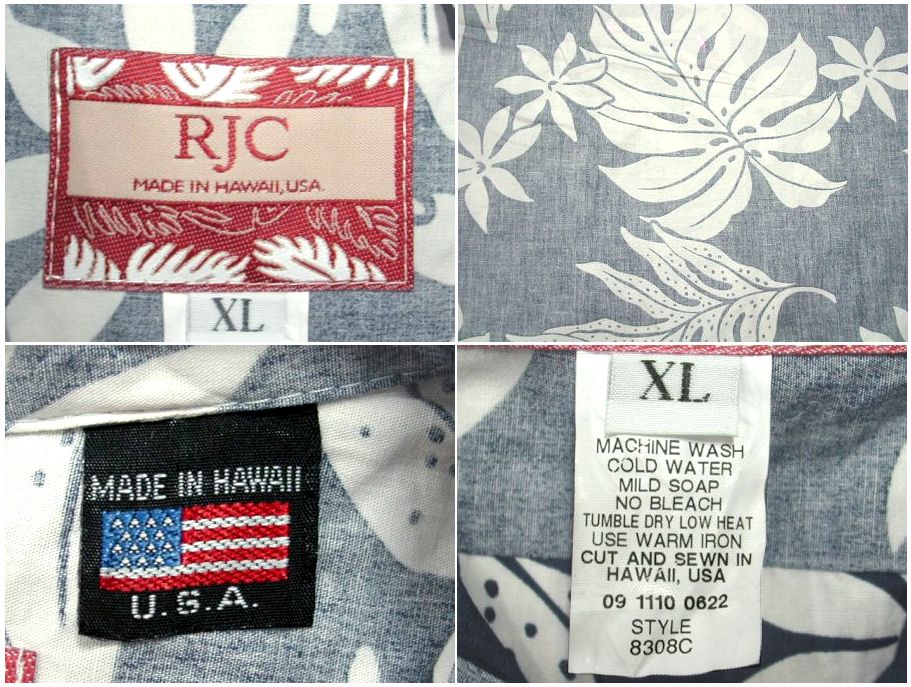 RJC
MADE IN HAWAII, USA.
XL
MADE IN HAWAII
U.S.A.
XL
MACHINE WASH
COLD WATER
MILD SOAP
NO BLEACH
TUMBLE DRY LOW HEAT
USE WARM IRON
CUT AND SEWN IN
HAWAII, USA
09 1110 0622
STYLE
8308C